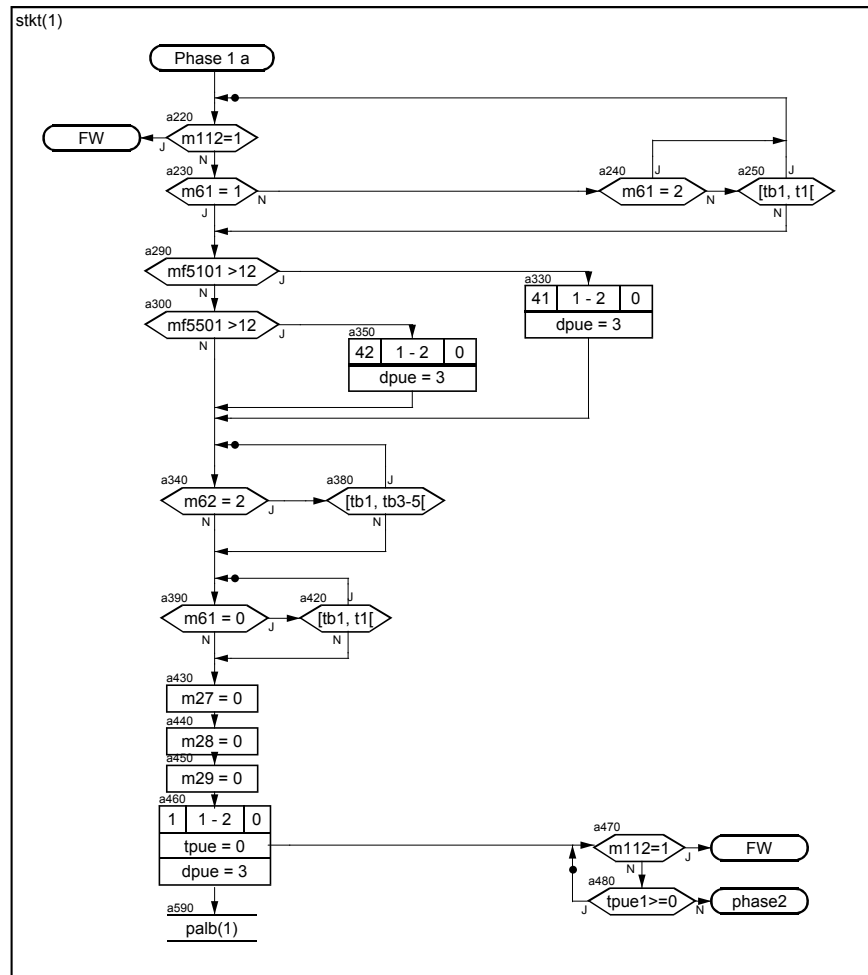 stkt(1)
Phase 1 a
a220
FW
J
m112=1
N
a230
m61 = 1
N
J
a240
J
m61 = 2
N
a250
J
[tb1, t1[
N
a290
mf5101 >12
J
N
a330
41 1 - 2 0
dpue = 3
a300
mf5501 >12
J
N
a350
42 1 - 2 0
dpue = 3
a340
m62 = 2
J
N
a380
J
[tb1, tb3-5[
N
a390
m61 = 0
J
N
a420
J
[tb1, t1[
N
a430
m27 = 0
a440
m28 = 0
a450
m29 = 0
a460
1 1 - 2 0
tpue = 0
dpue = 3
a470
m112=1
J
FW
N
a480
J
tpue1>=0
N
phase2
a590
palb(1)